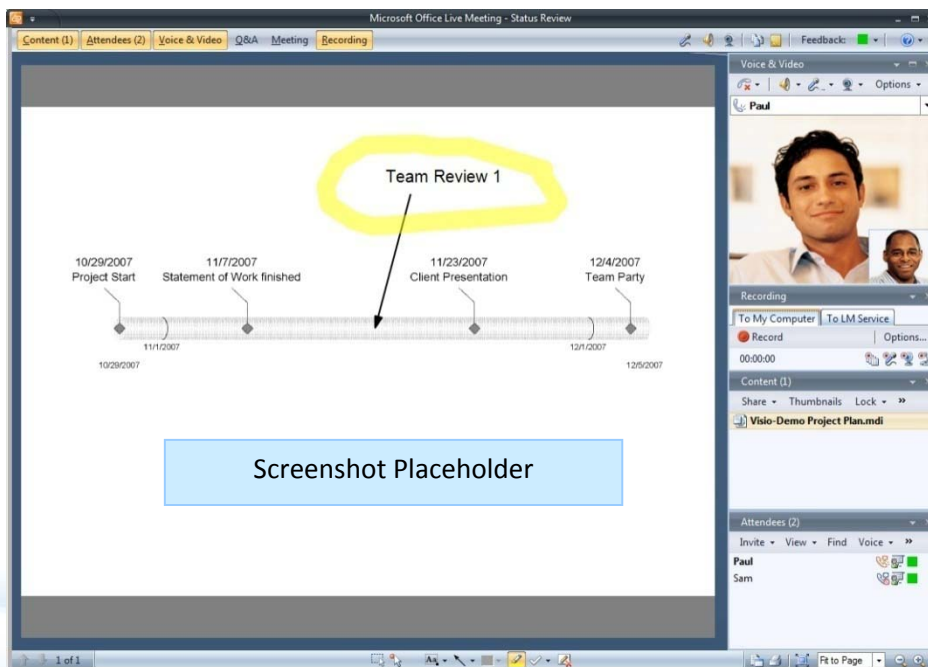 Microsoft Office Live Meeting - Status Review
Content (1) Attendees (2) Voice & Video Q&A Meeting Recording Feedback:
Voice & Video
Options
Paul
Team Review 1
10/29/2007
Project Start
11/7/2007
Statement of Work finished
11/23/2007
Client Presentation
12/4/2007
Team Party
11/1/2007
12/1/2007
10/29/2007
12/5/2007
Screenshot Placeholder
Recording
To My Computer To LM Service
Record Options...
00:00:00
Content (1)
Share Thumbnails Lock »
Visio-Demo Project Plan.mdi
Attendees (2)
Invite View Find Voice »
Paul
Sam
1 of 1 Aa Fit to Page